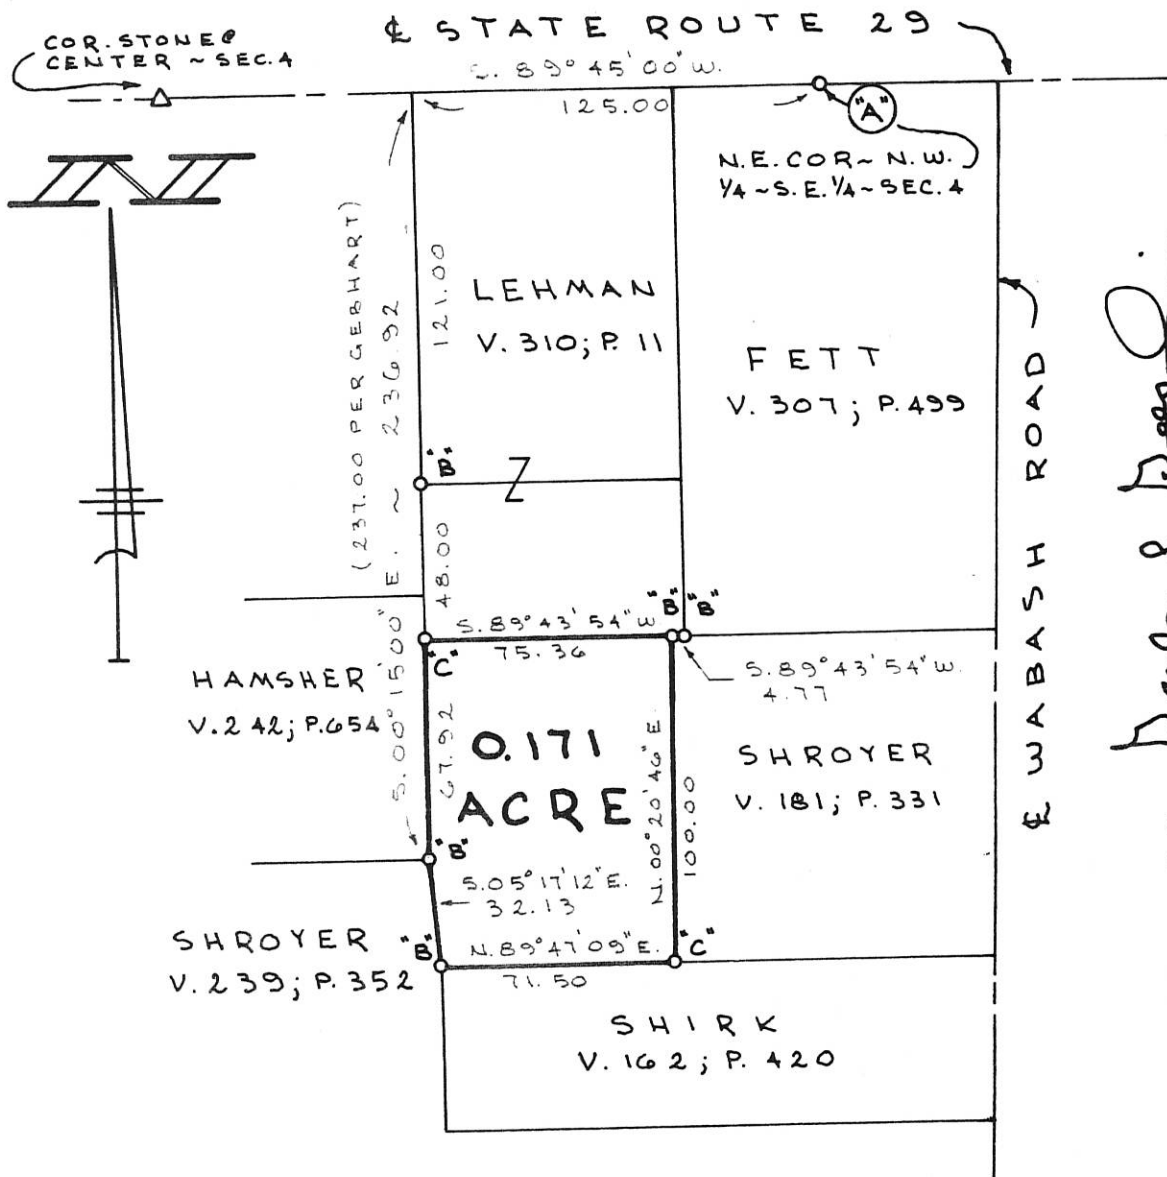 ℄ STATE ROUTE 29
COR. STONE @
CENTER ~ SEC. 4
S. 89° 45' 00" W.
125.00
"A"
N.E. COR ~ N.W.
1/4 ~ S.E. 1/4 ~ SEC. 4
N
(237.00 PER GEBHART)
S. 00° 15' 00" E. ~ 236.92
121.00
LEHMAN
V. 310; P. 11
FETT
V. 307; P. 499
℄ WABASH ROAD
"B"
Z
48.00
"B" "B"
S. 89° 43' 54" W
75.36
"C"
S. 89° 43' 54" W.
4.77
HAMSHER
V. 242; P. 654
67.92
0.171
ACRE
N. 00° 20' 46" E.
100.00
SHROYER
V. 181; P. 331
"B"
S. 05° 17' 12" E.
32.13
SHROYER
V. 239; P. 352
"B"
N. 89° 47' 09" E.
71.50
"C"
SHIRK
V. 162; P. 420